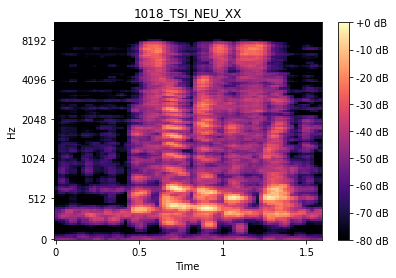 1018_TSI_NEU_XX
+0 dB
8192
-10 dB
4096
-20 dB
-30 dB
2048
Hz
-40 dB
1024
-50 dB
512
-60 dB
-70 dB
0
-80 dB
0 0.5 1 1.5
Time